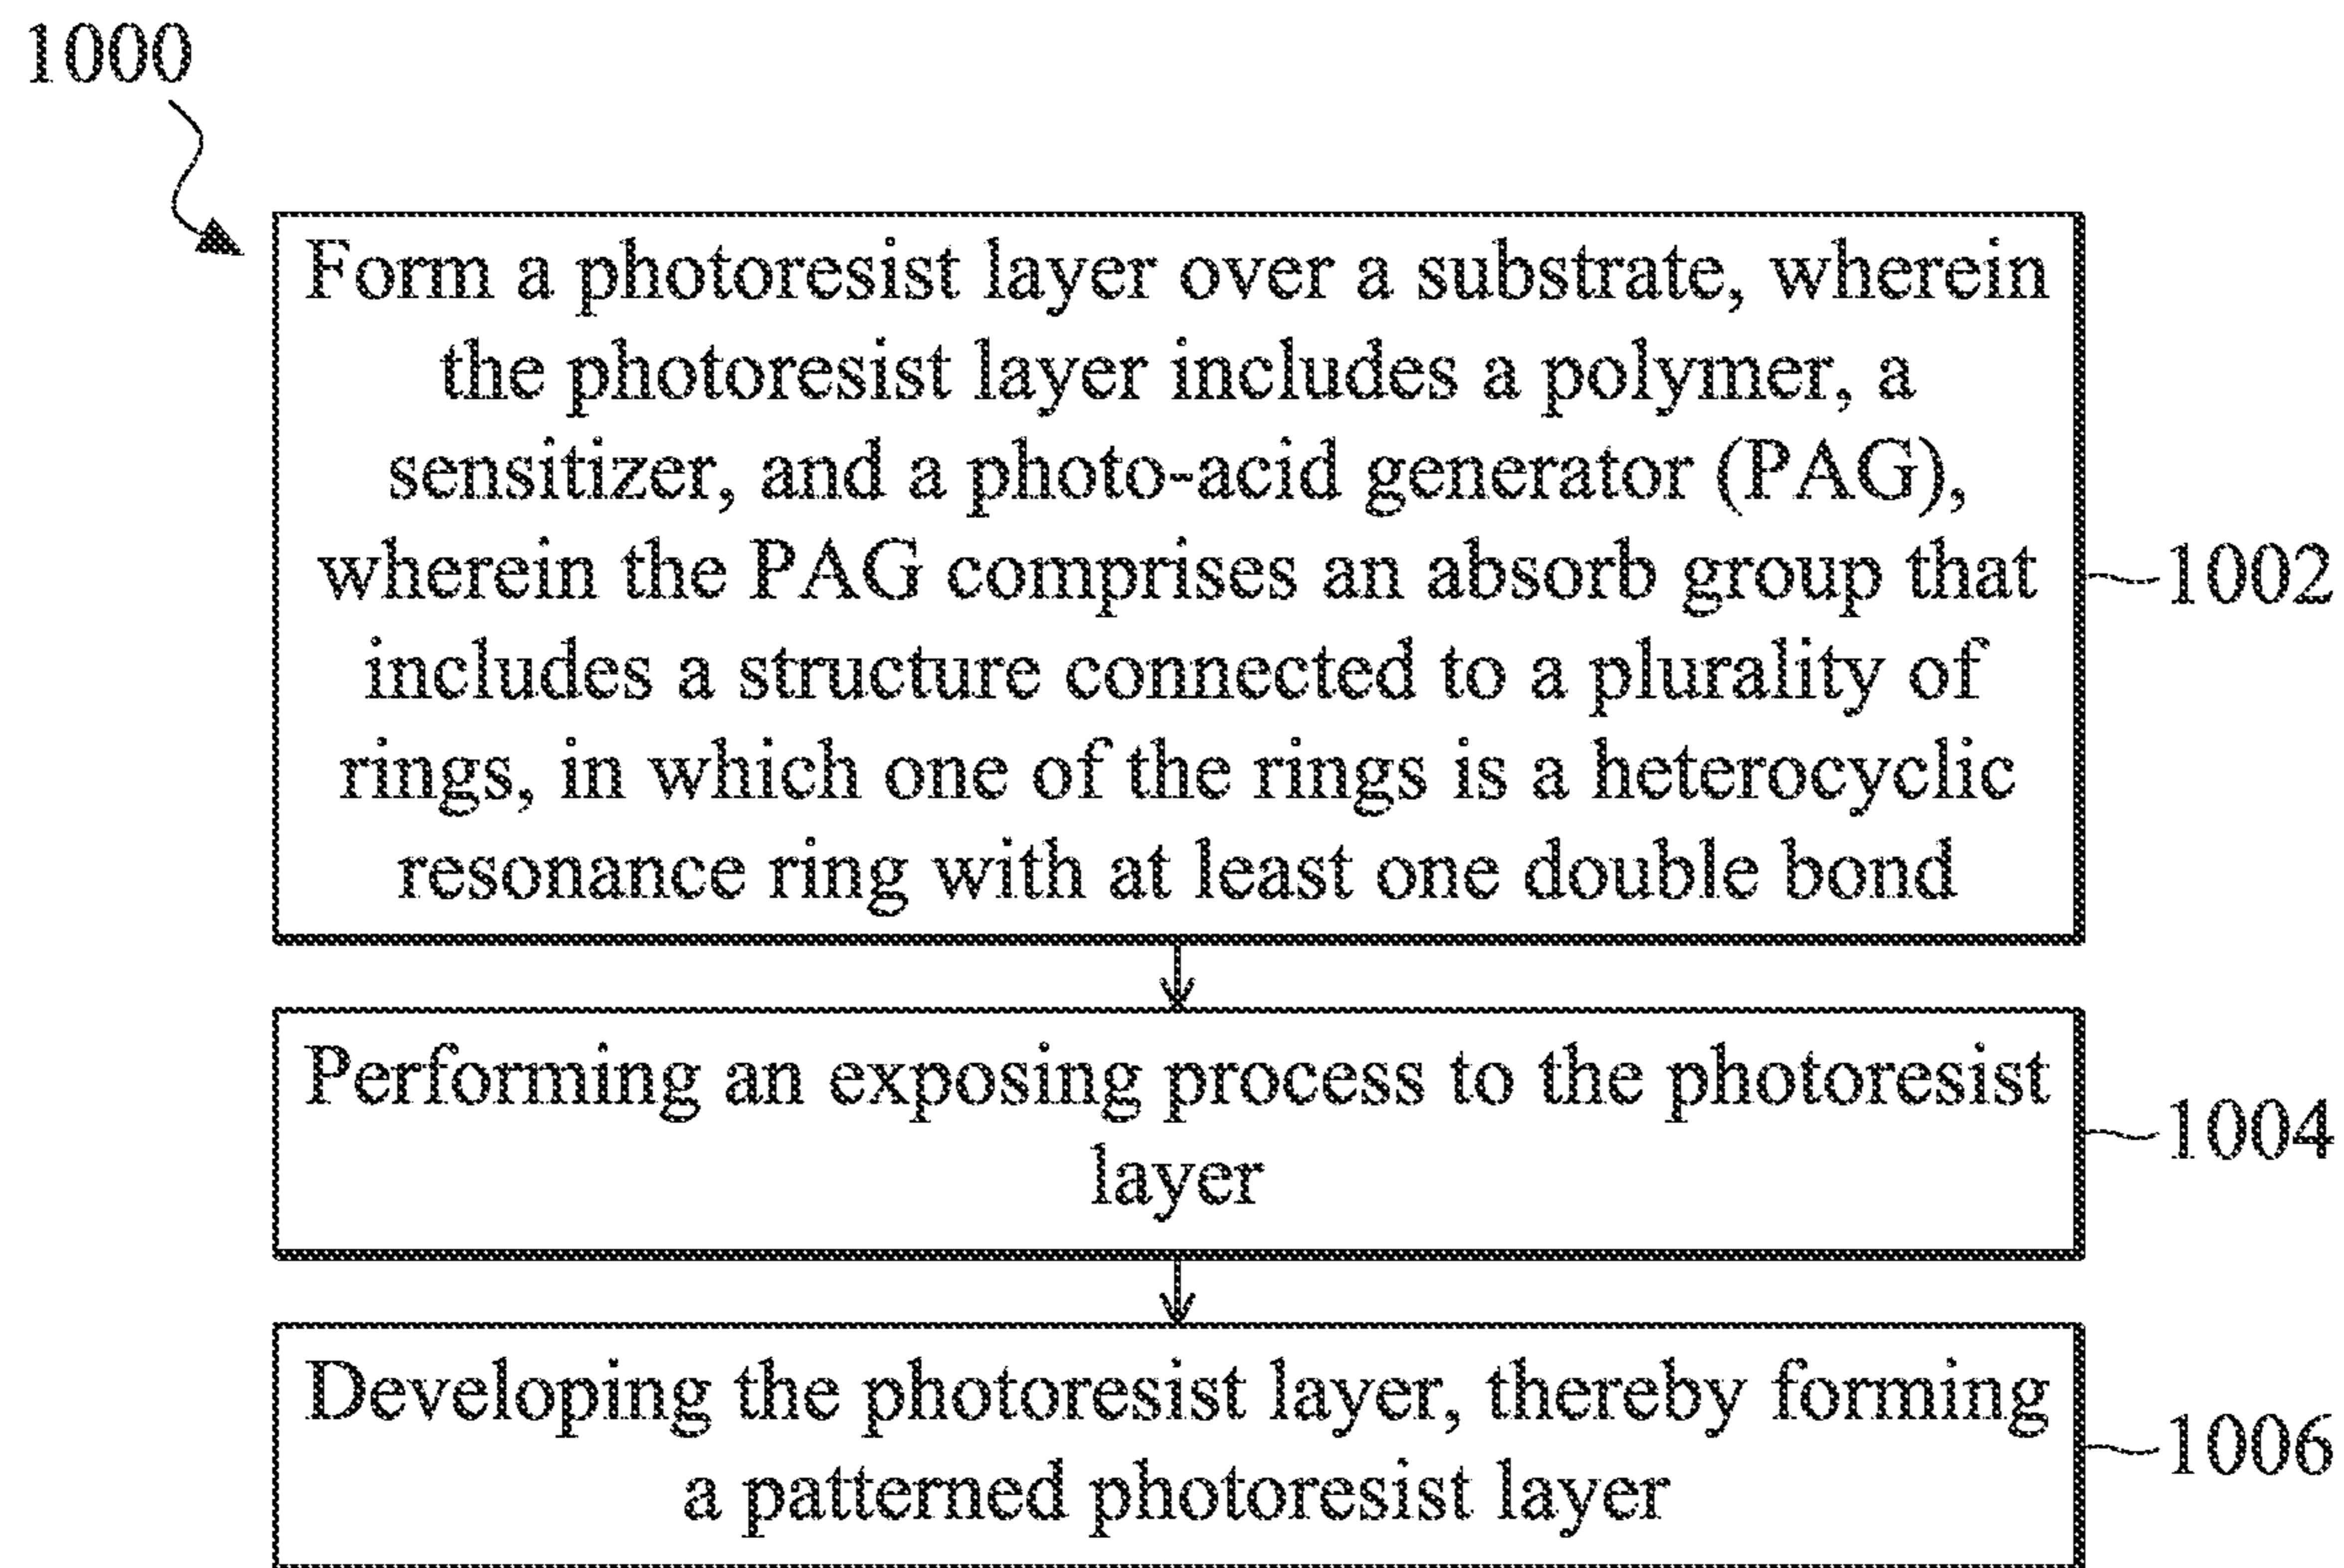 1000
Form a photoresist layer over a substrate, wherein
the photoresist layer includes a polymer, a
sensitizer, and a photo-acid generator (PAG),
wherein the PAG comprises an absorb group that
includes a structure connected to a plurality of
rings, in which one of the rings is a heterocyclic
resonance ring with at least one double bond
1002
Performing an exposing process to the photoresist
layer
1004
Developing the photoresist layer, thereby forming
a patterned photoresist layer
1006